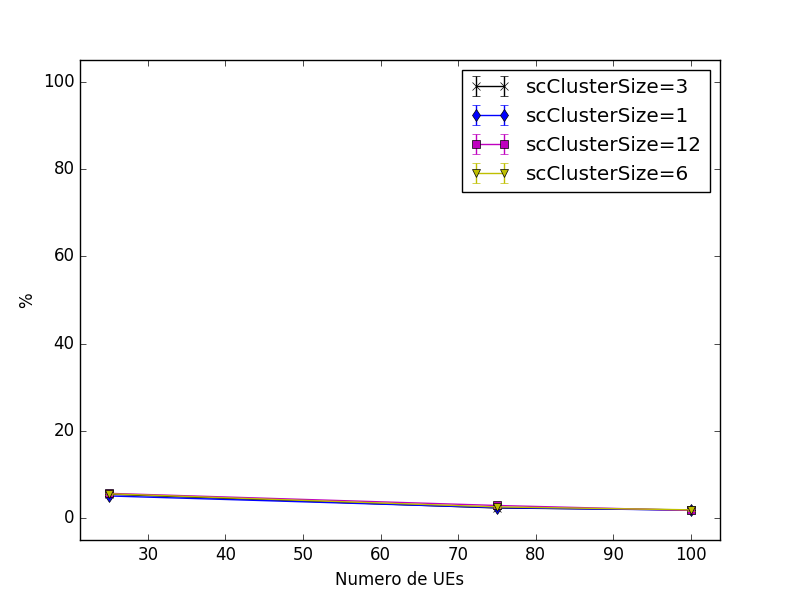 scClusterSize=3
scClusterSize=1
scClusterSize=12
scClusterSize=6
100
80
60
40
20
0
%
30 40 50 60 70 80 90 100
Numero de UEs